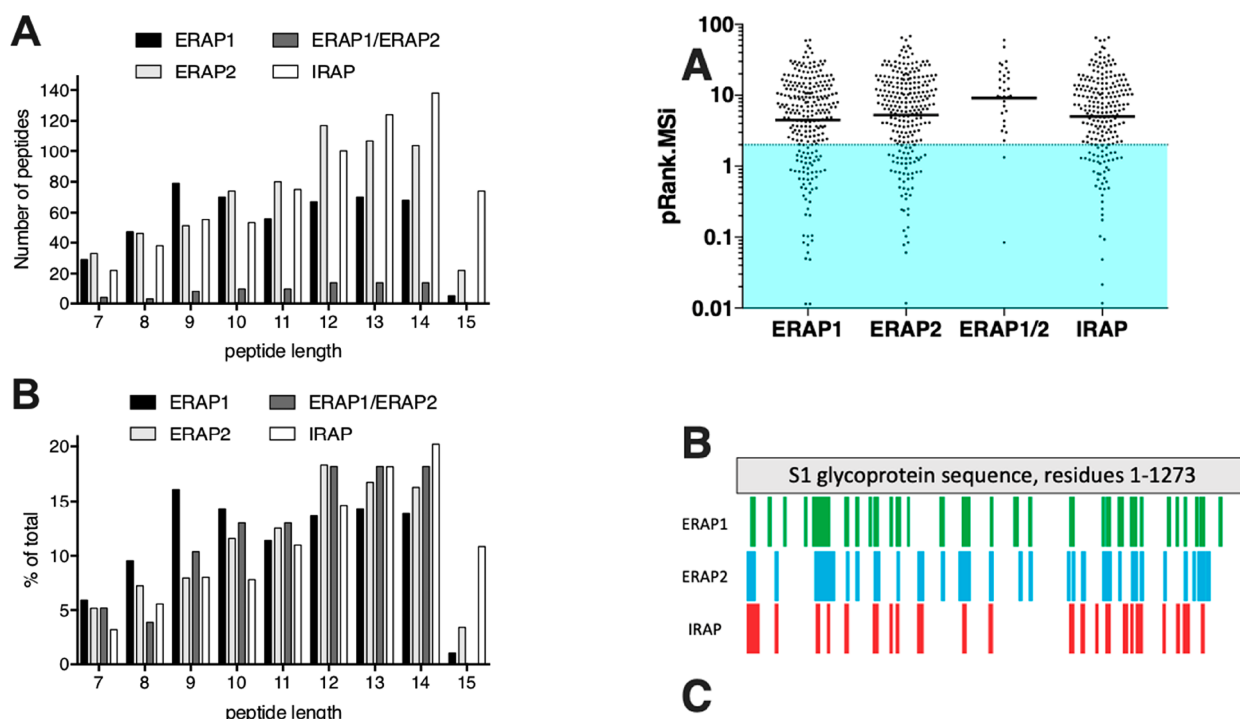 A
ERAP1 ERAP1/ERAP2
ERAP2 IRAP
Number of peptides
140
120
100
80
60
40
20
0
7 8 9 10 11 12 13 14 15
peptide length
B
ERAP1 ERAP1/ERAP2
ERAP2 IRAP
% of total
20
15
10
5
0
7 8 9 10 11 12 13 14 15
peptide length
A
pRank.MSi
100
10
1
0.1
0.01
ERAP1 ERAP2 ERAP1/2 IRAP
B
S1 glycoprotein sequence, residues 1-1273
ERAP1
ERAP2
IRAP
C